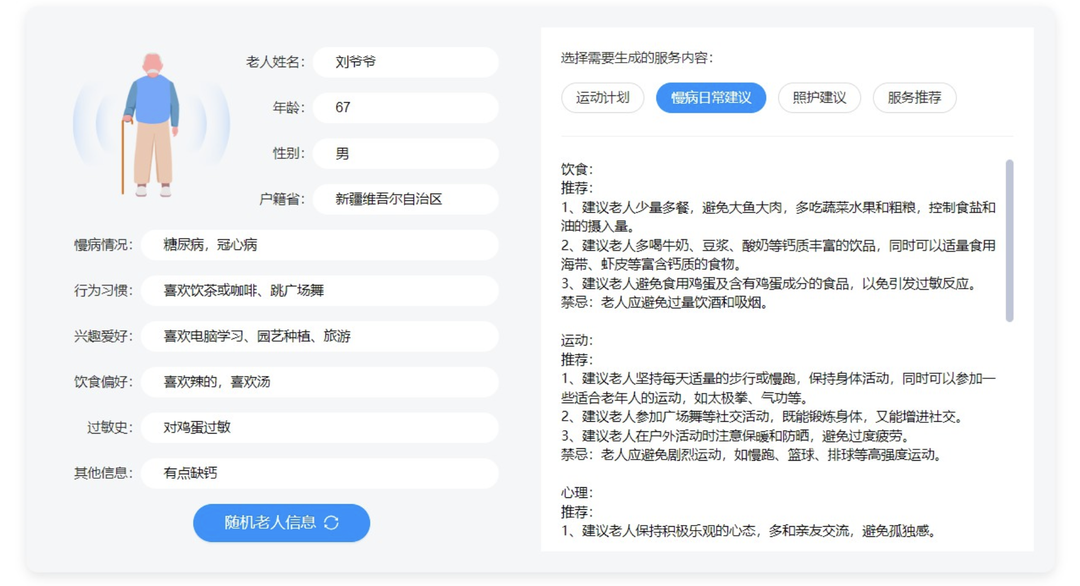 老人姓名： 刘爷爷
年龄： 67
性别： 男
户籍省： 新疆维吾尔自治区
慢病情况： 糖尿病，冠心病
行为习惯： 喜欢饮茶或咖啡、跳广场舞
兴趣爱好： 喜欢电脑学习、园艺种植、旅游
饮食偏好： 喜欢辣的，喜欢汤
过敏史： 对鸡蛋过敏
其他信息： 有点缺钙
随机老人信息
选择需要生成的服务内容：
运动计划 慢病日常建议 照护建议 服务推荐
饮食：
推荐：
1、建议老人少量多餐，避免大鱼大肉，多吃蔬菜水果和粗粮，控制食盐和
油的摄入量。
2、建议老人多喝牛奶、豆浆、酸奶等钙质丰富的饮品，同时可以适量食用
海带、虾皮等富含钙质的食物。
3、建议老人避免食用鸡蛋及含有鸡蛋成分的食品，以免引发过敏反应。
禁忌：老人应避免过量饮酒和吸烟。
运动：
推荐：
1、建议老人坚持每天适量的步行或慢跑，保持身体活动，同时可以参加一
些适合老年人的运动，如太极拳、气功等。
2、建议老人参加广场舞等社交活动，既能锻炼身体，又能增进社交。
3、建议老人在户外活动时注意保暖和防晒，避免过度疲劳。
禁忌：老人应避免剧烈运动，如慢跑、篮球、排球等高强度运动。
心理：
推荐：
1、建议老人保持积极乐观的心态，多和亲友交流，避免孤独感。